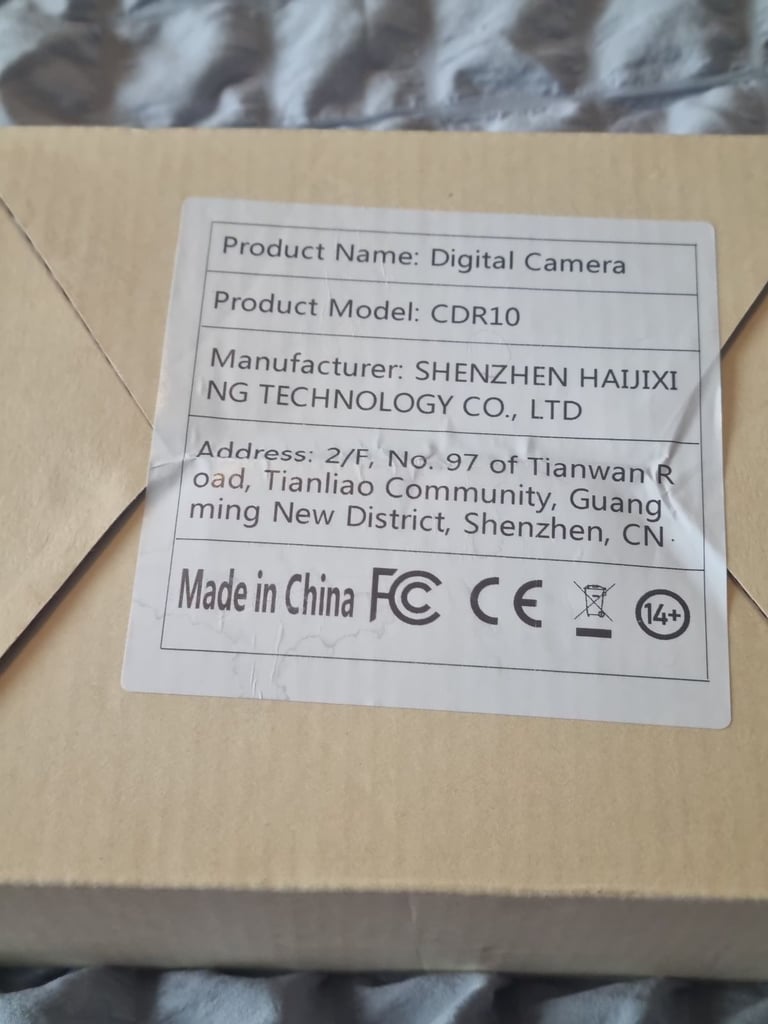 Product Name: Digital Camera
Product Model: CDR10
Manufacturer: SHENZHEN HAIJIXI
NG TECHNOLOGY CO., LTD
Address: 2/F, No. 97 of Tianwan R
oad, Tianliao Community, Guang
ming New District, Shenzhen, CN.
Made in China FC CE 14+